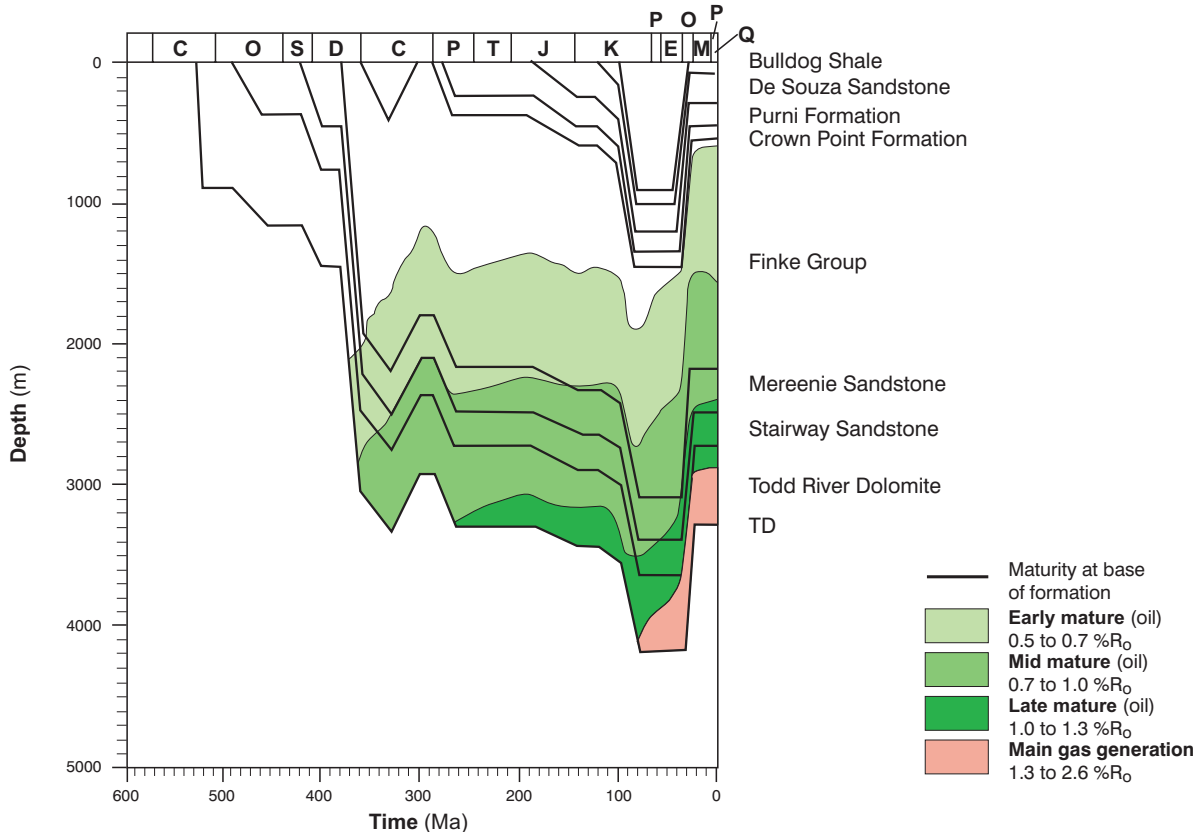 P O P
Q
C O S D C P T J K E M
Bulldog Shale
De Souza Sandstone
Purni Formation
Crown Point Formation
Finke Group
Mereenie Sandstone
Stairway Sandstone
Todd River Dolomite
TD
0
1000
2000
3000
4000
5000
Depth (m)
600 500 400 300 200 100 0
Time (Ma)
Maturity at base
of formation
Early mature (oil)
0.5 to 0.7 %Ro
Mid mature (oil)
0.7 to 1.0 %Ro
Late mature (oil)
1.0 to 1.3 %Ro
Main gas generation
1.3 to 2.6 %Ro